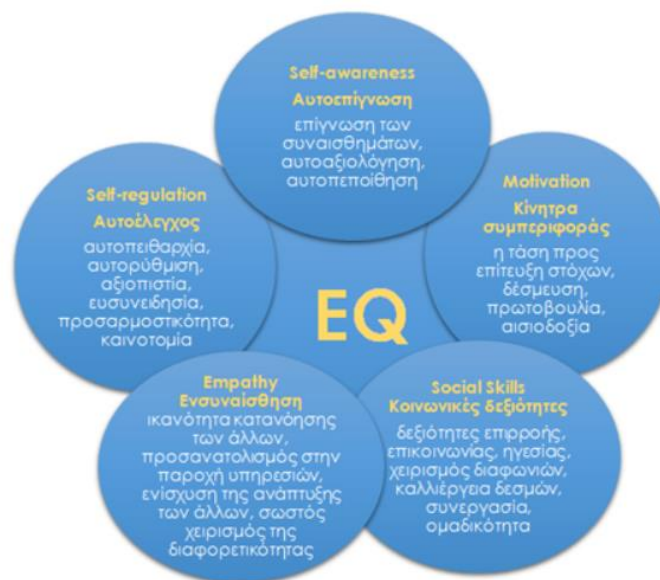 Self-awareness
Αυτοεπίγνωση
επίγνωση των
συναισθημάτων,
αυτοαξιολόγηση,
αυτοπεποίθηση
Self-regulation
Αυτοέλεγχος
αυτοπειθαρχία,
αυτορύθμιση,
αξιοπιστία,
ευσυνειδησία,
προσαρμοστικότητα,
καινοτομία
Motivation
Κίνητρα
συμπεριφοράς
η τάση προς
επίτευξη στόχων,
δέσμευση,
πρωτοβουλία,
αισιοδοξία
EQ
Empathy
Ενσυναίσθηση
ικανότητα κατανόησης
των άλλων,
προσανατολισμός στην
παροχή υπηρεσιών,
ενίσχυση της ανάπτυξης
των άλλων, σωστός
χειρισμός της
διαφορετικότητας
Social Skills
Κοινωνικές δεξιότητες
δεξιότητες επιρροής,
επικοινωνίας, ηγεσίας,
χειρισμός διαφωνιών,
καλλιέργεια δεσμών,
συνεργασία,
ομαδικότητα